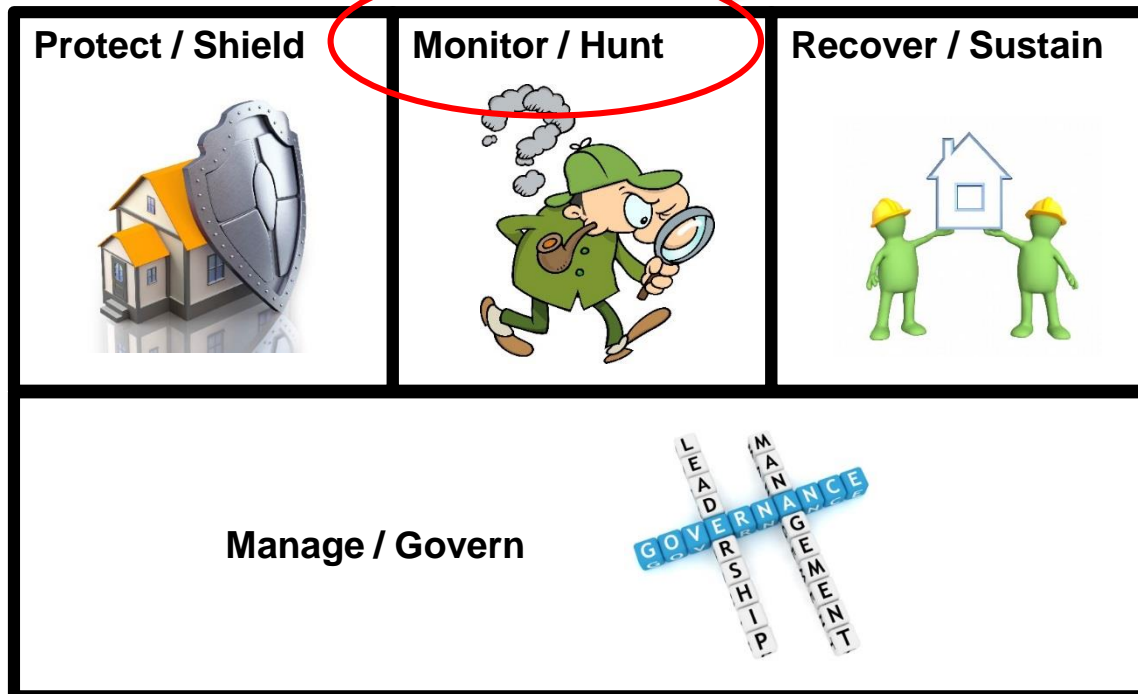 Protect / Shield
Monitor / Hunt
Recover / Sustain
Manage / Govern
LEADERSHIP
MANAGEMENT
GOVERNANCE